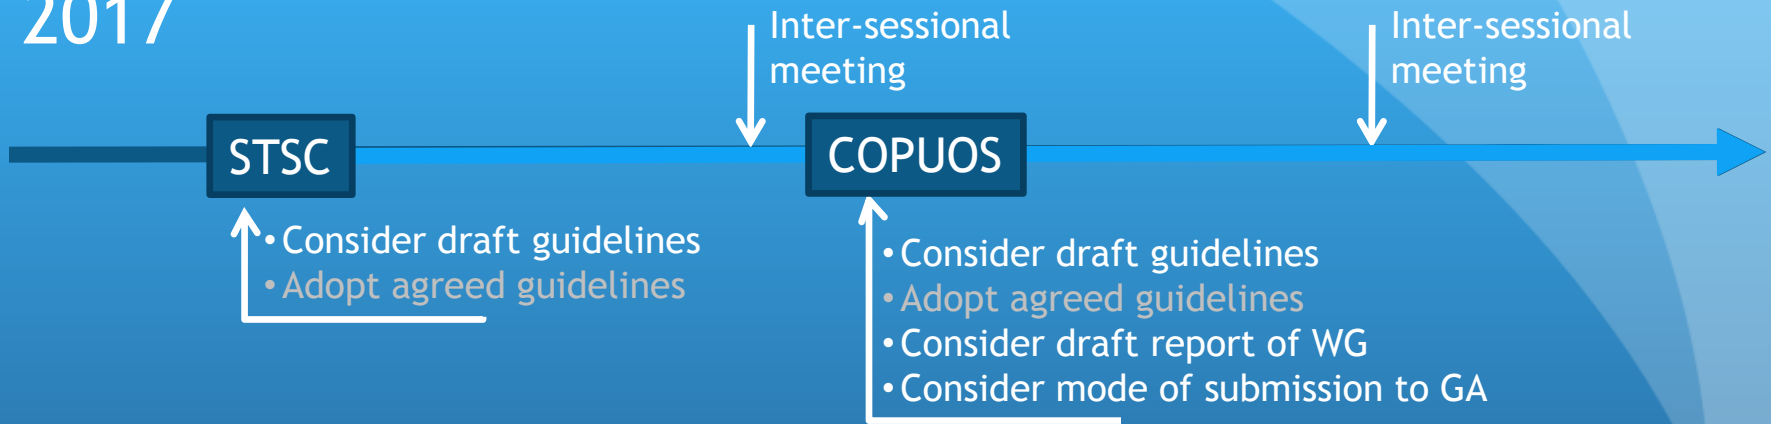 2017
Inter-sessional
meeting
Inter-sessional
meeting
STSC
COPUOS
•Consider draft guidelines
•Adopt agreed guidelines
•Consider draft guidelines
•Adopt agreed guidelines
•Consider draft report of WG
•Consider mode of submission to GA